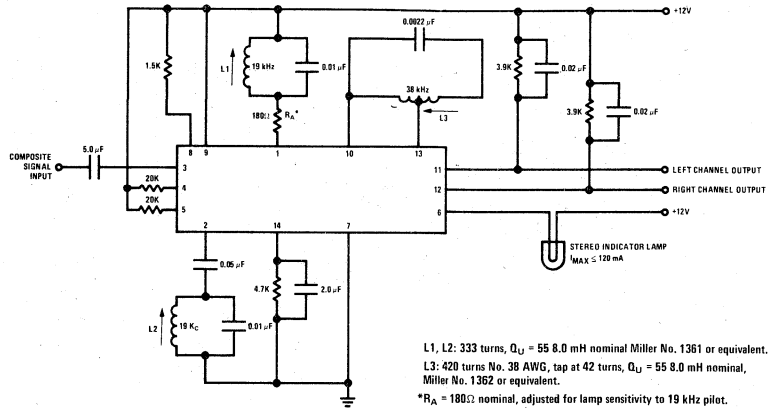 +12V
0.0022 μF
1.5K
L1
19 kHz
0.01 μF
38 kHz
3.9K
0.02 μF
180Ω
RA*
L3
3.9K
0.02 μF
5.0 μF
COMPOSITE
SIGNAL
INPUT
8
9
1
10
13
3
11
LEFT CHANNEL OUTPUT
20K
4
12
RIGHT CHANNEL OUTPUT
20K
5
6
+12V
2
14
7
STEREO INDICATOR LAMP
IMAX ≤ 120 mA
0.05 μF
4.7K
2.0 μF
L2
19 KC
0.01 μF
L1, L2: 333 turns, QU = 55 8.0 mH nominal Miller No. 1361 or equivalent.
L3: 420 turns No. 38 AWG, tap at 42 turns, QU = 55 8.0 mH nominal,
Miller No. 1362 or equivalent.
*RA = 180Ω nominal, adjusted for lamp sensitivity to 19 kHz pilot.